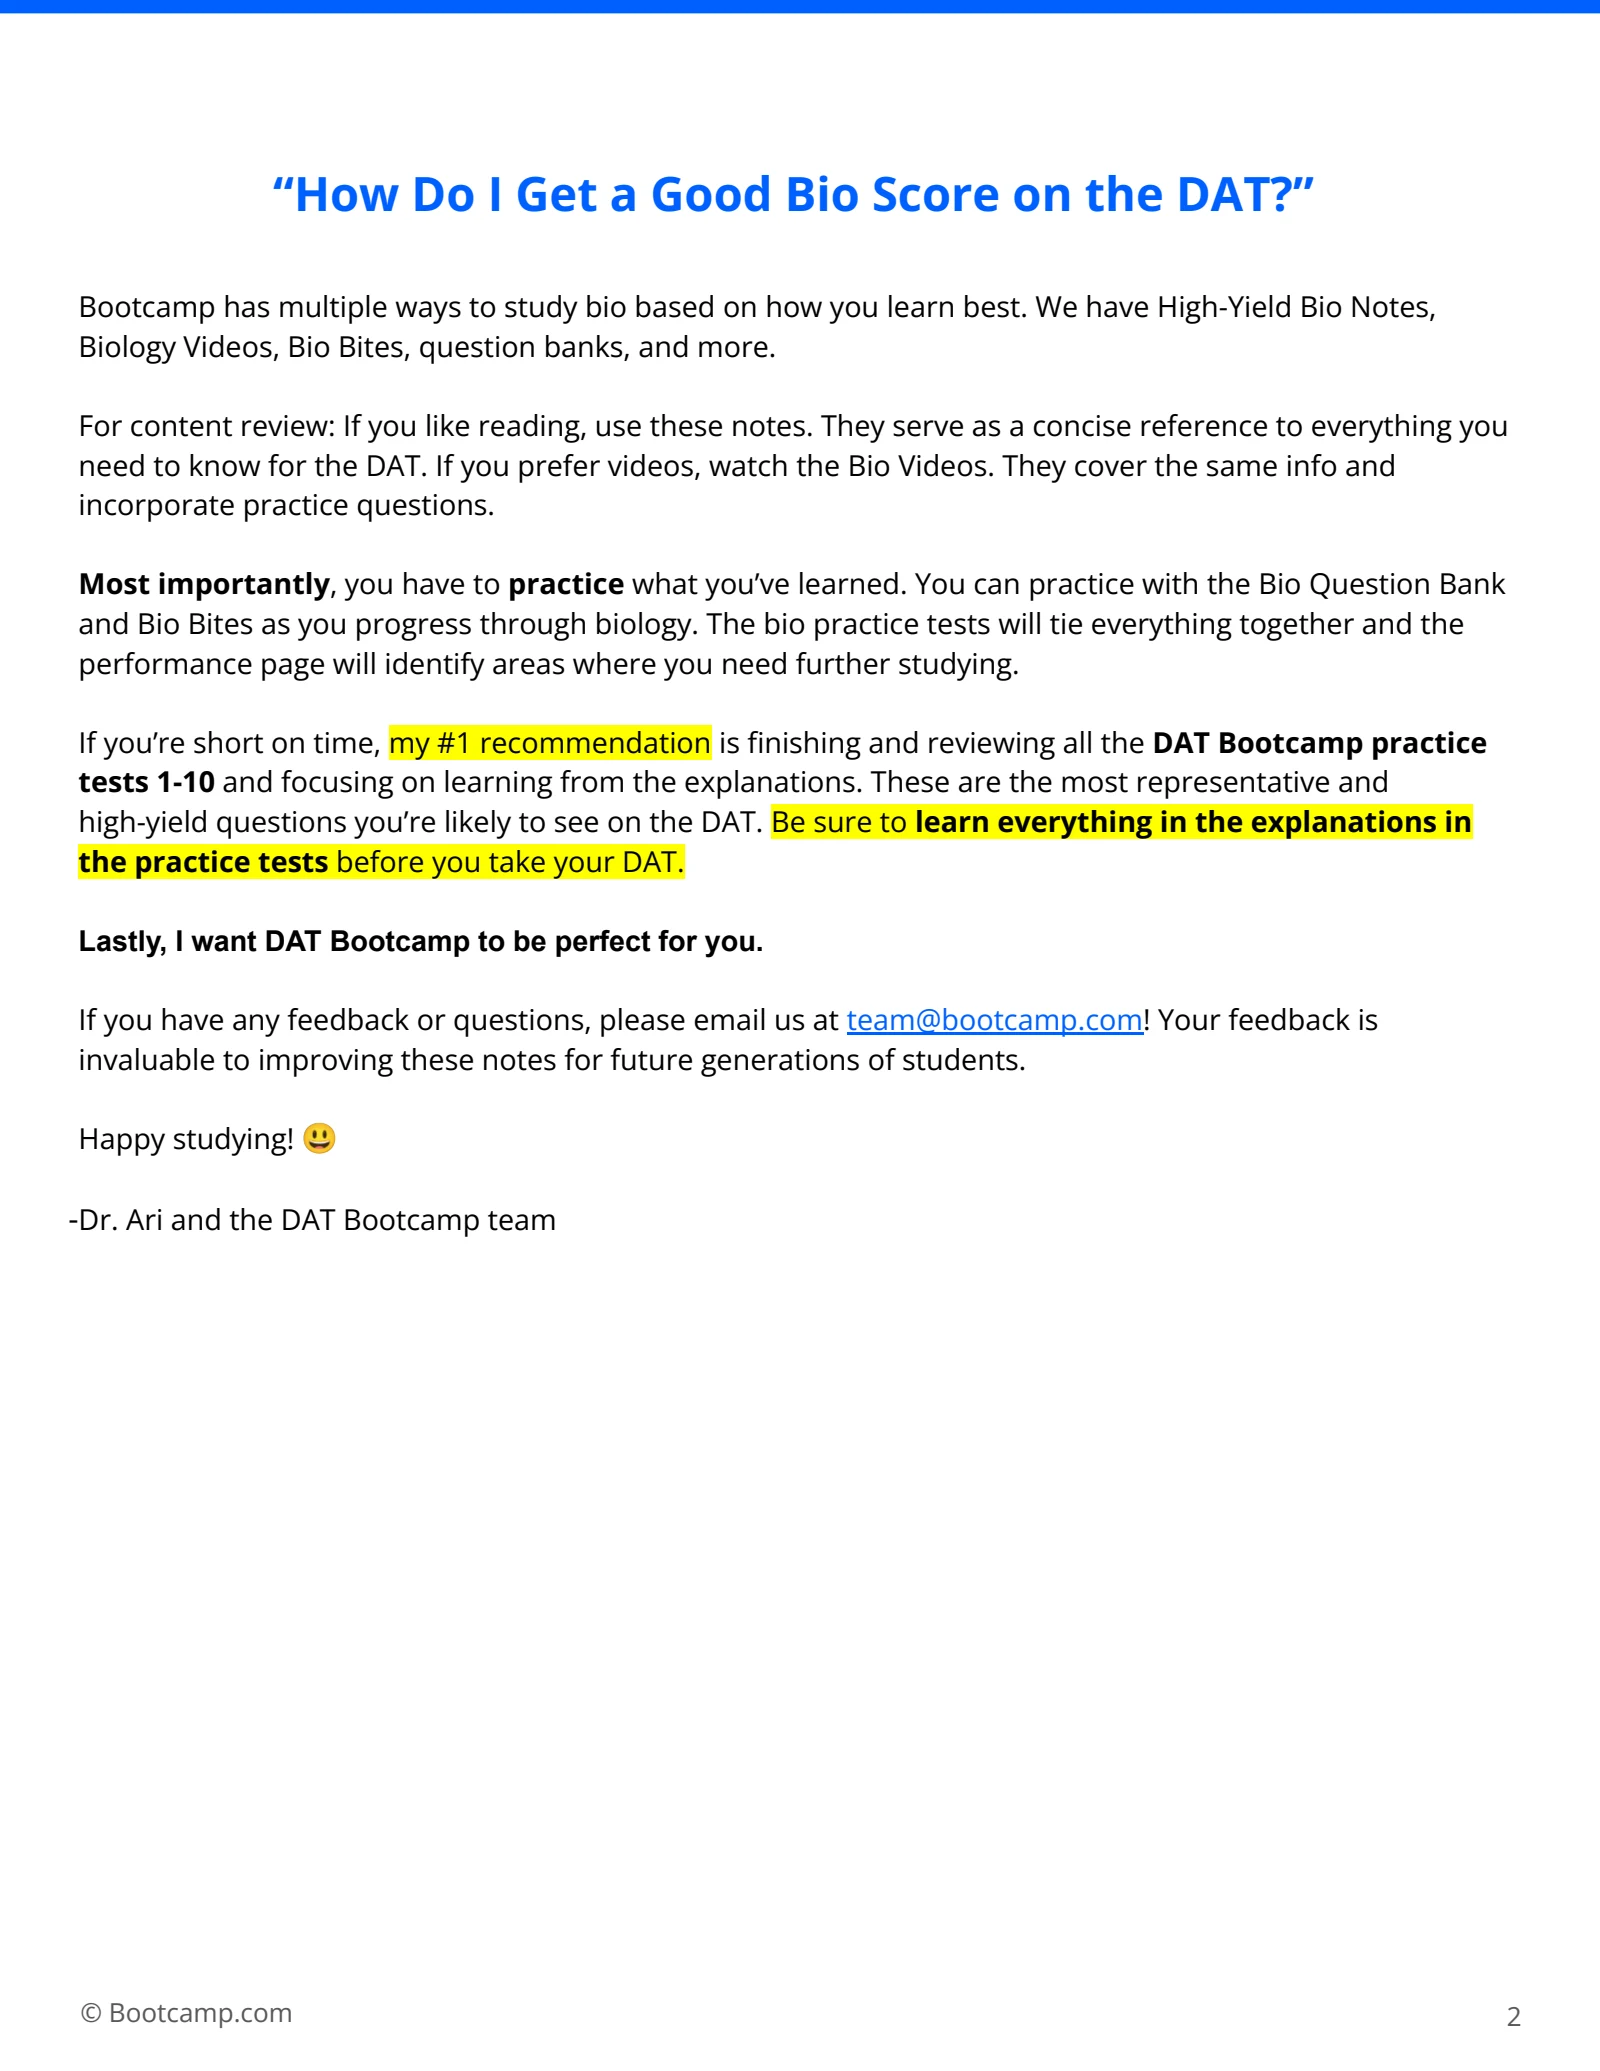 “How Do I Get a Good Bio Score on the DAT?”
Bootcamp has multiple ways to study bio based on how you learn best. We have High-Yield Bio Notes,
Biology Videos, Bio Bites, question banks, and more.
For content review: If you like reading, use these notes. They serve as a concise reference to everything you
need to know for the DAT. If you prefer videos, watch the Bio Videos. They cover the same info and
incorporate practice questions.
Most importantly, you have to practice what you’ve learned. You can practice with the Bio Question Bank
and Bio Bites as you progress through biology. The bio practice tests will tie everything together and the
performance page will identify areas where you need further studying.
If you’re short on time, my #1 recommendation is finishing and reviewing all the DAT Bootcamp practice
tests 1-10 and focusing on learning from the explanations. These are the most representative and
high-yield questions you’re likely to see on the DAT. Be sure to learn everything in the explanations in
the practice tests before you take your DAT.
Lastly, I want DAT Bootcamp to be perfect for you.
If you have any feedback or questions, please email us at team@bootcamp.com! Your feedback is
invaluable to improving these notes for future generations of students.
Happy studying! 😃
-Dr. Ari and the DAT Bootcamp team
© Bootcamp.com
2